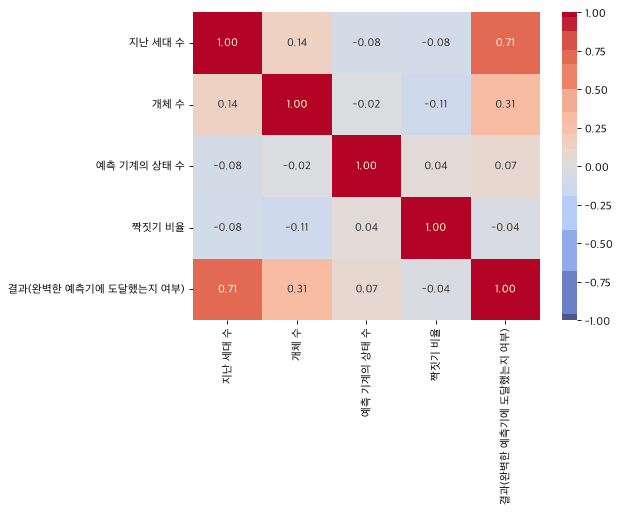 지난 세대 수
1.00 0.14 -0.08 -0.08 0.71
개체 수
0.14 1.00 -0.02 -0.11 0.31
예측 기계의 상태 수
-0.08 -0.02 1.00 0.04 0.07
짝짓기 비율
-0.08 -0.11 0.04 1.00 -0.04
결과(완벽한 예측기에 도달했는지 여부)
0.71 0.31 0.07 -0.04 1.00
지난 세대 수
개체 수
예측 기계의 상태 수
짝짓기 비율
결과(완벽한 예측기에 도달했는지 여부)
1.00
0.75
0.50
0.25
0.00
-0.25
-0.50
-0.75
-1.00